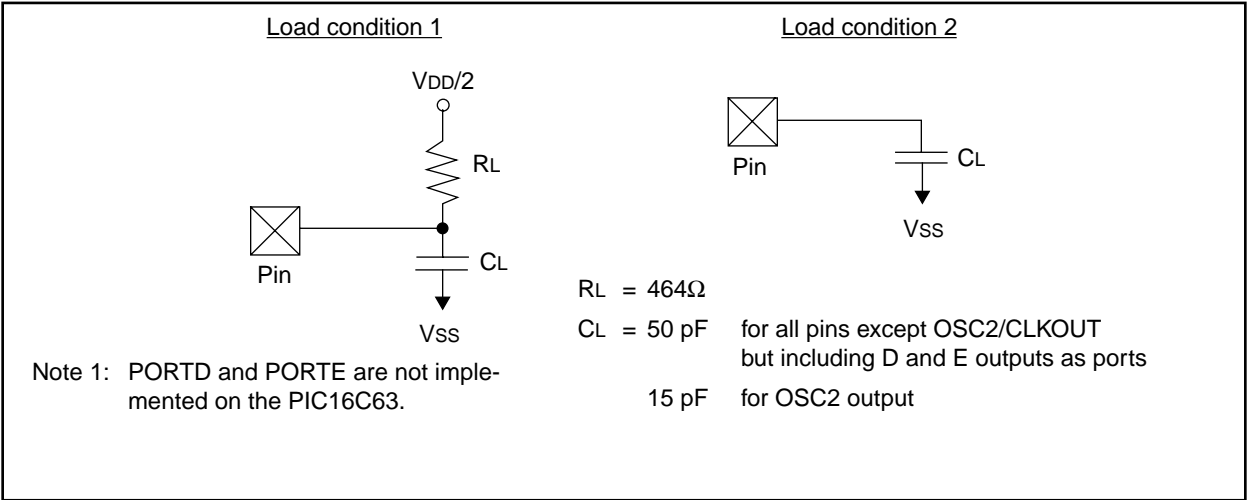 Load condition 1
VDD/2
RL
Pin
CL
VSS
Note 1: PORTD and PORTE are not imple-
mented on the PIC16C63.
Load condition 2
Pin
CL
VSS
RL = 464Ω
CL = 50 pF for all pins except OSC2/CLKOUT
but including D and E outputs as ports
15 pF for OSC2 output